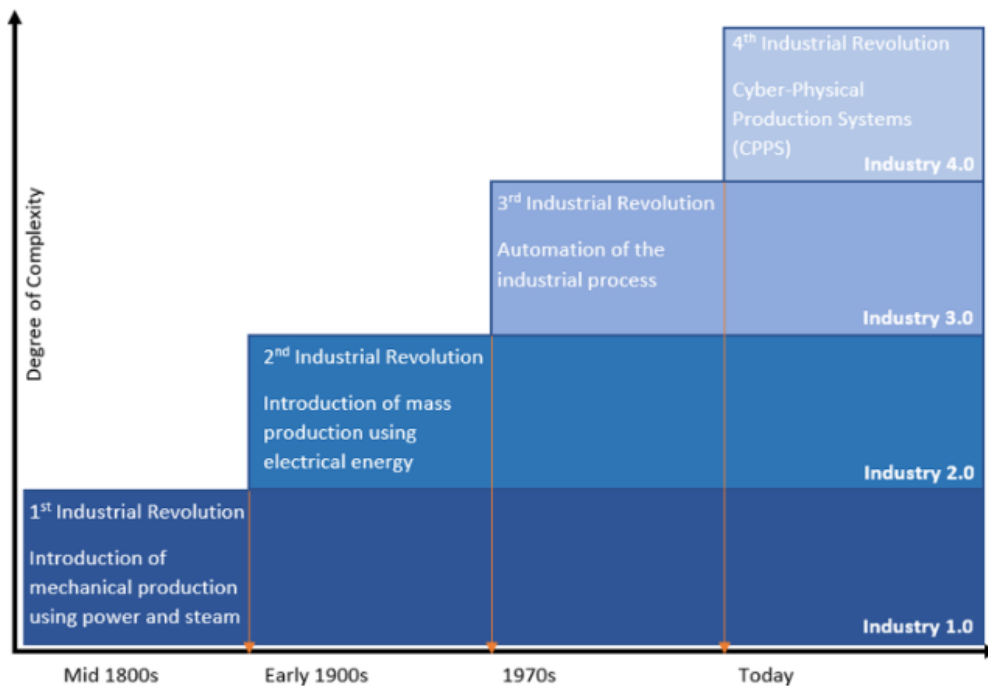 4th Industrial Revolution
Cyber-Physical
Production Systems
(CPPS)
Industry 4.0
3rd Industrial Revolution
Automation of the
industrial process
Industry 3.0
Degree of Complexity
2nd Industrial Revolution
Introduction of mass
production using
electrical energy
Industry 2.0
1st Industrial Revolution
Introduction of
mechanical production
using power and steam
Industry 1.0
Mid 1800s
Early 1900s
1970s
Today